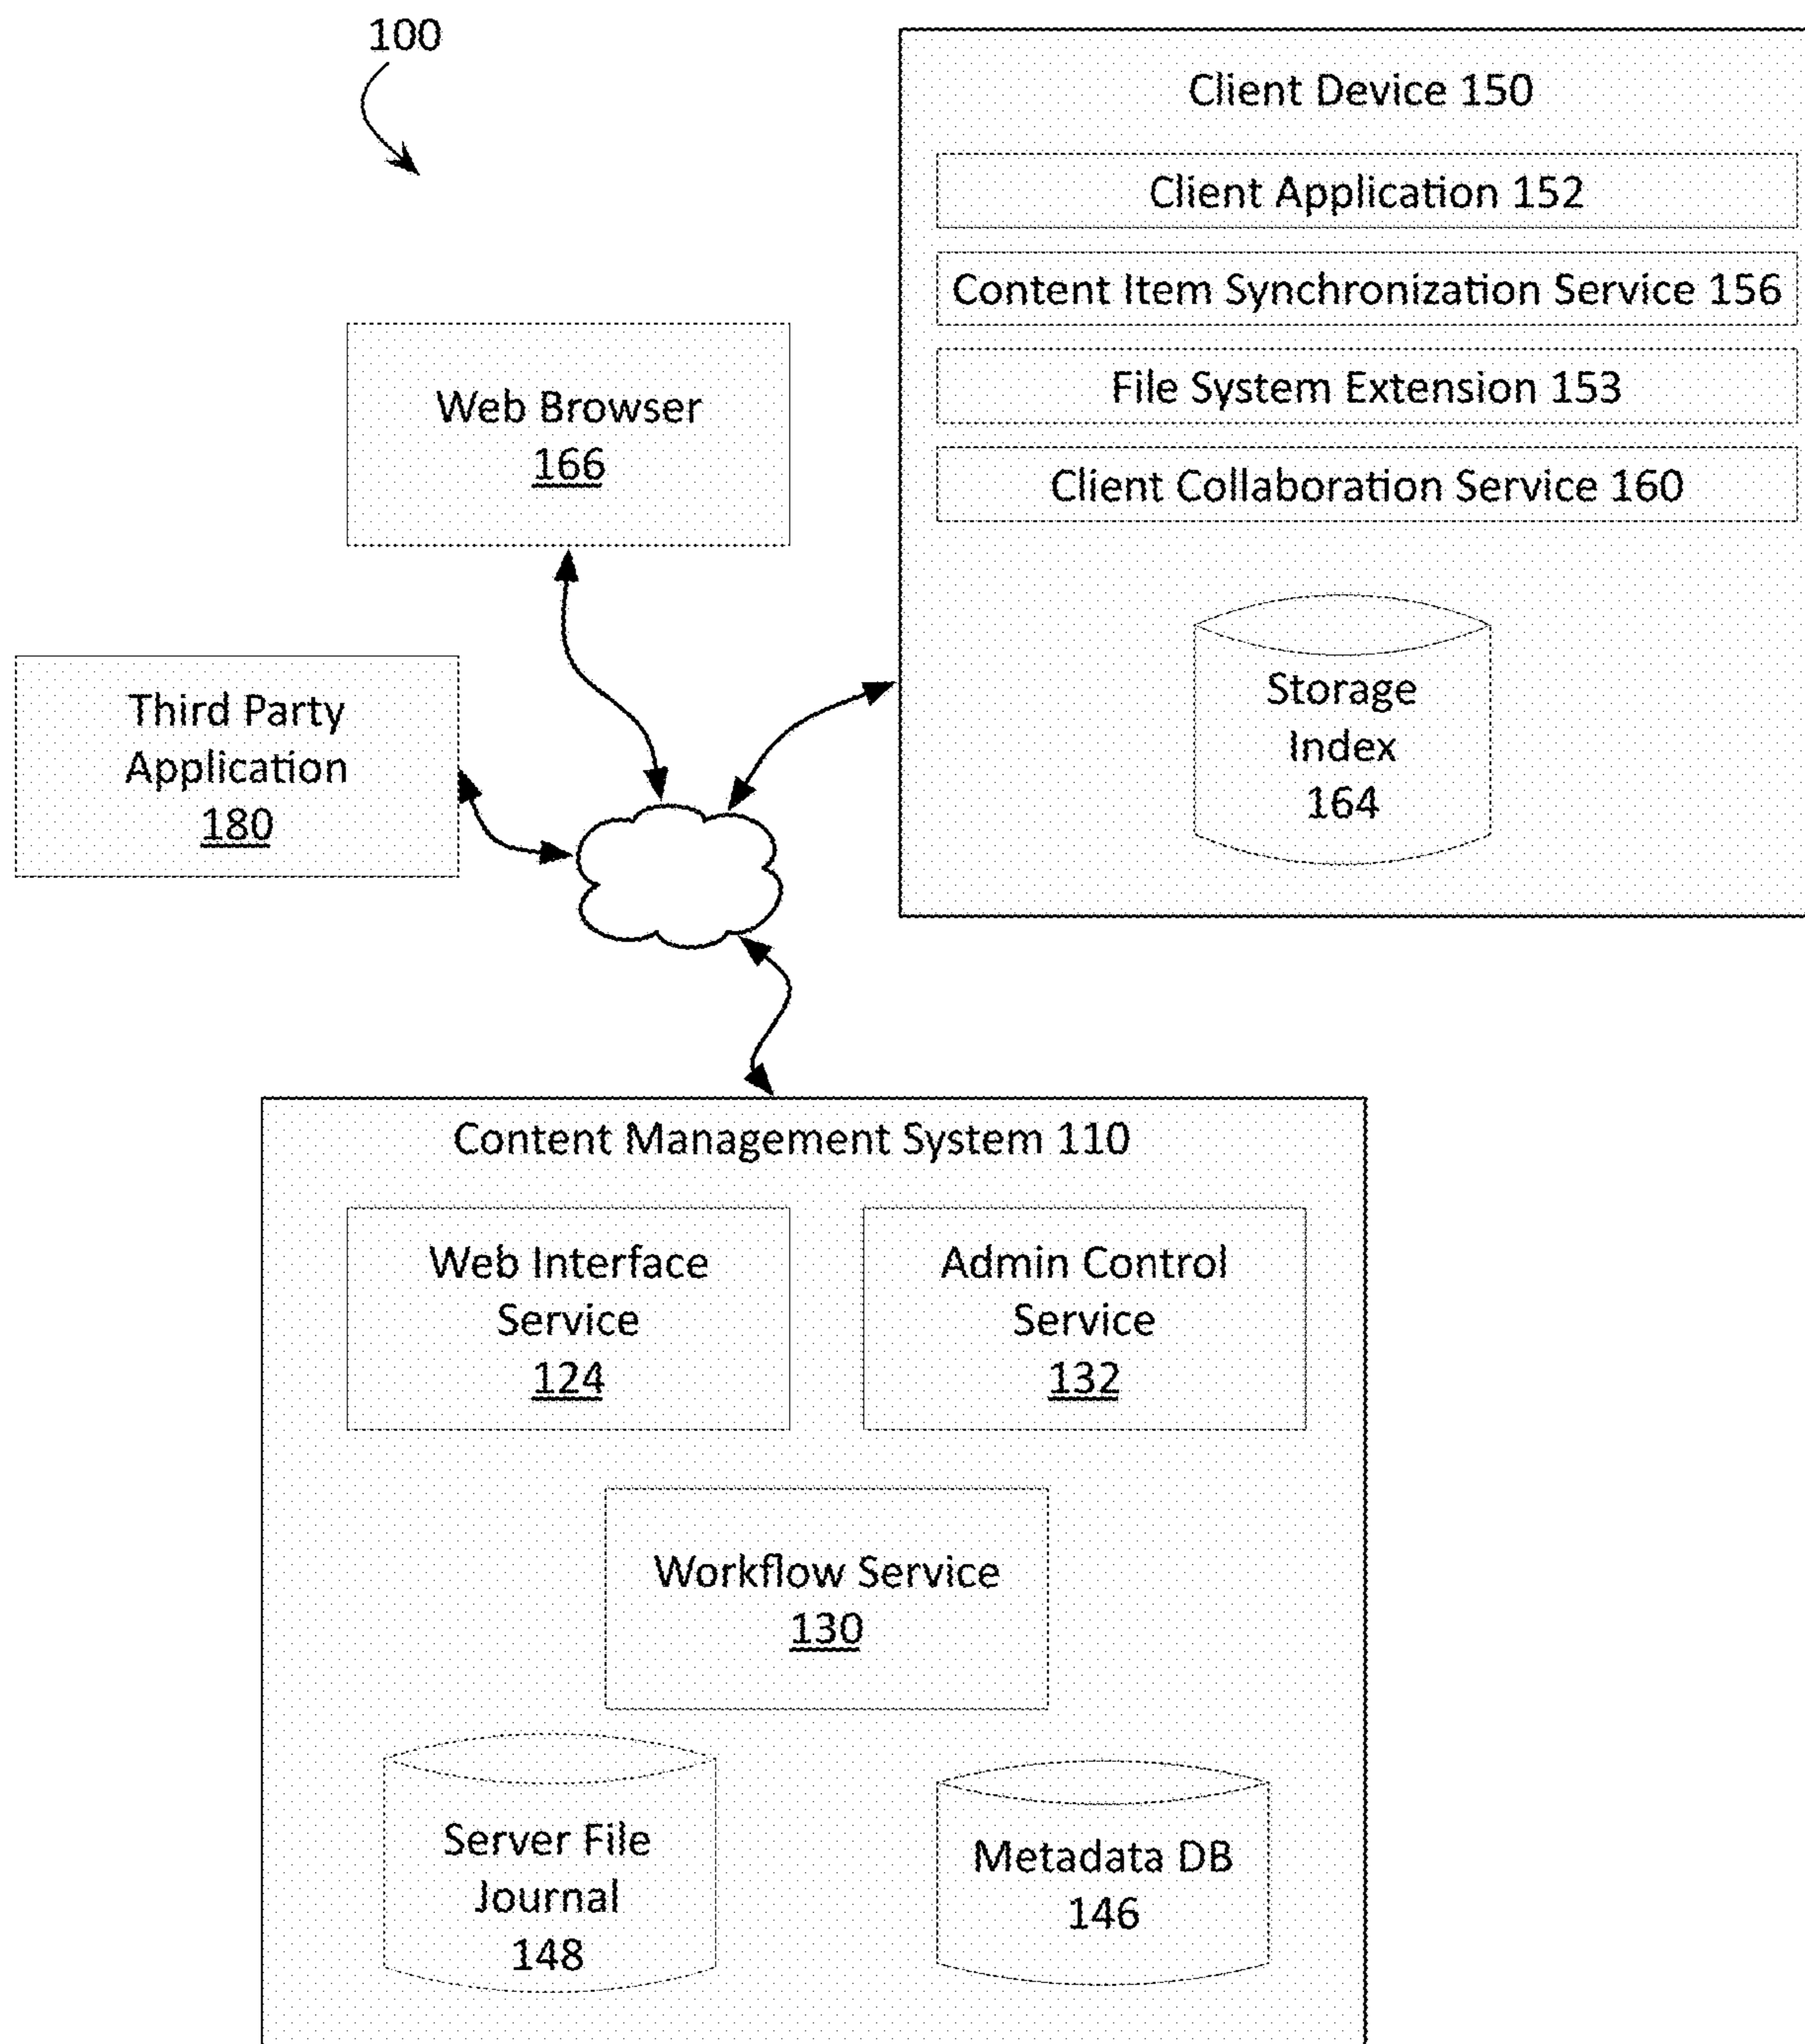 100
Client Device 150
Client Application 152
Content Item Synchronization Service 156
File System Extension 153
Client Collaboration Service 160
Storage
Index
164
Web Browser
166
Third Party
Application
180
Content Management System 110
Web Interface
Service
124
Admin Control
Service
132
Workflow Service
130
Server File
Journal
148
Metadata DB
146